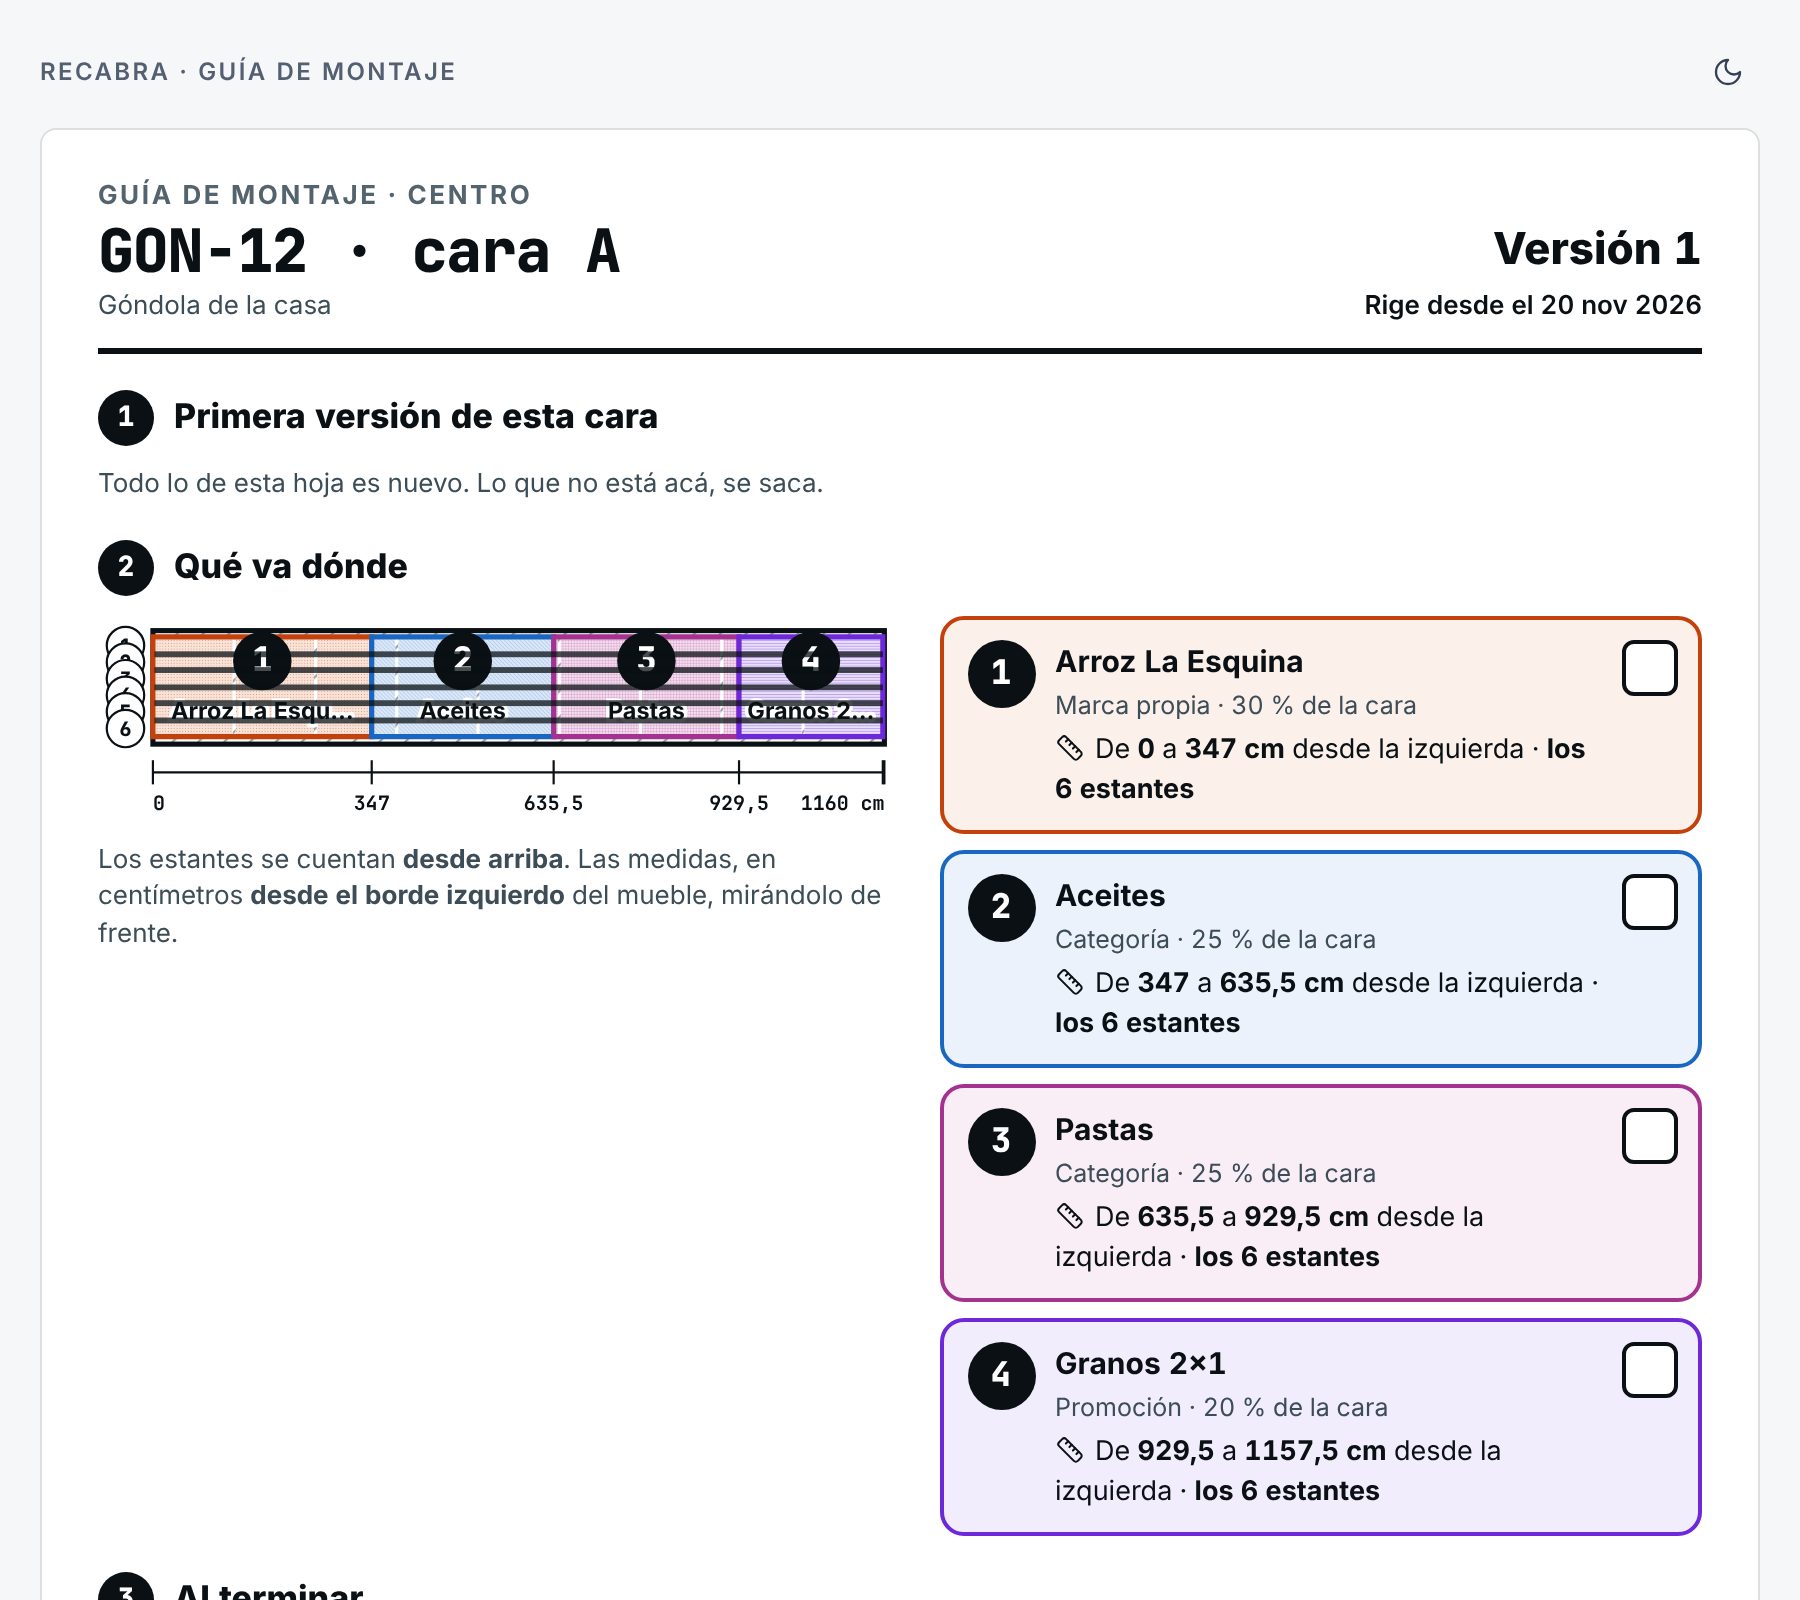 RECABRA · GUÍA DE MONTAJE
GUÍA DE MONTAJE · CENTRO
GON-12 · cara A
Góndola de la casa
Versión 1
Rige desde el 20 nov 2026
1 Primera versión de esta cara
Todo lo de esta hoja es nuevo. Lo que no está acá, se saca.
2 Qué va dónde
1 2 3 4
Arroz La Esqu… Aceites Pastas Granos 2…
6
0 347 635,5 929,5 1160 cm
Los estantes se cuentan desde arriba. Las medidas, en
centímetros desde el borde izquierdo del mueble, mirándolo de
frente.
1 Arroz La Esquina
Marca propia · 30 % de la cara
De 0 a 347 cm desde la izquierda · los
6 estantes
2 Aceites
Categoría · 25 % de la cara
De 347 a 635,5 cm desde la izquierda ·
los 6 estantes
3 Pastas
Categoría · 25 % de la cara
De 635,5 a 929,5 cm desde la
izquierda · los 6 estantes
4 Granos 2×1
Promoción · 20 % de la cara
De 929,5 a 1157,5 cm desde la
izquierda · los 6 estantes
3 Al terminar